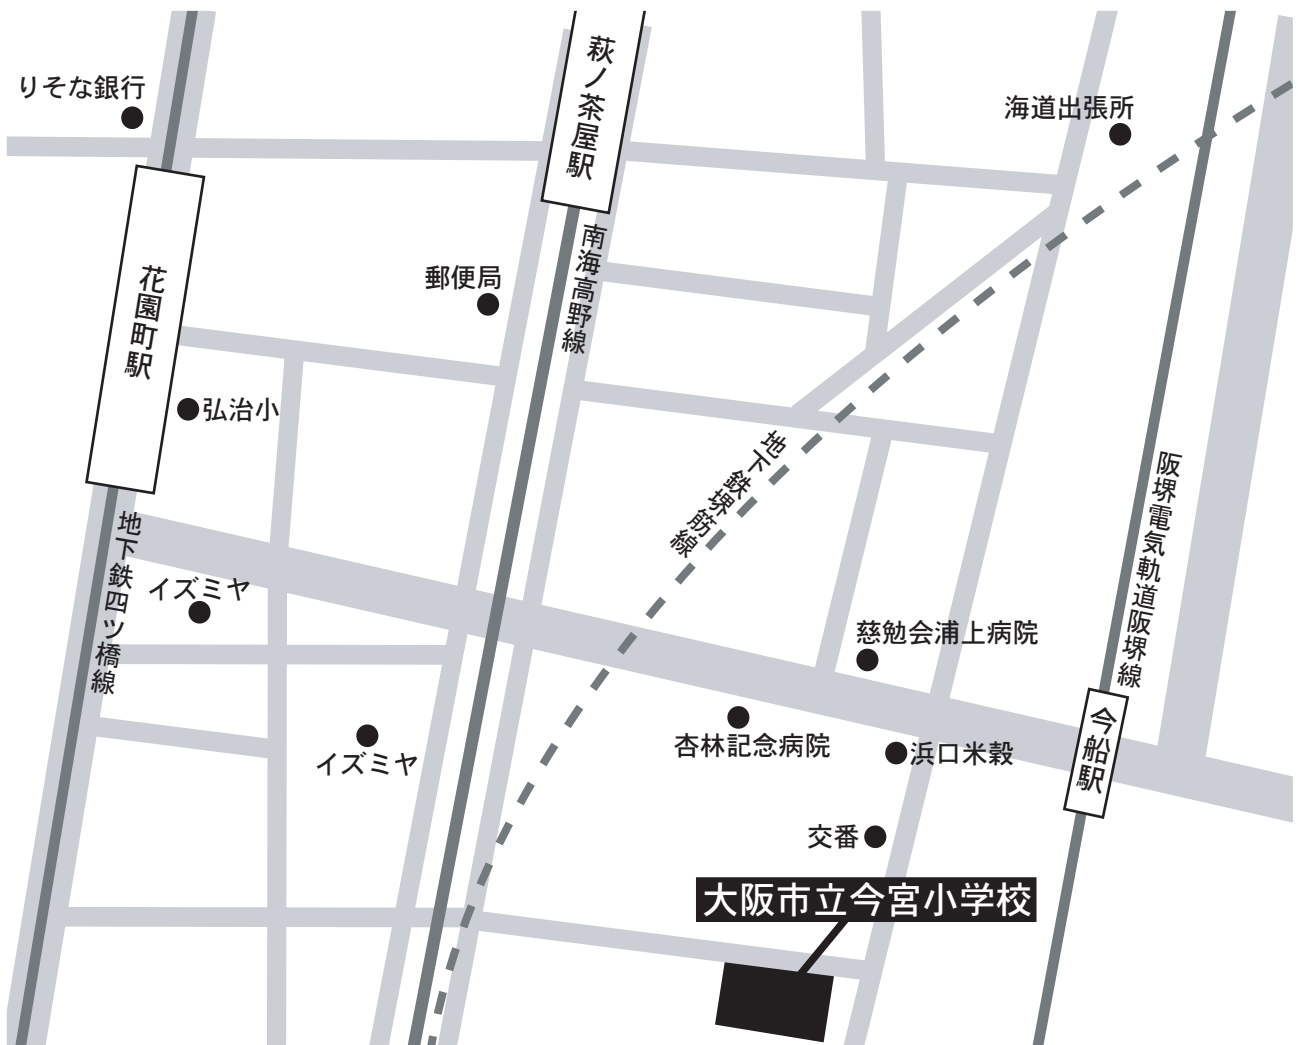 りそな銀行
萩ノ茶屋駅
海道出張所
花園町駅
郵便局
南海高野線
弘治小
地下鉄堺筋線
阪堺電気軌道阪堺線
地下鉄四ツ橋線
イズミヤ
慈勉会浦上病院
イズミヤ
杏林記念病院
浜口米穀
今船駅
交番
大阪市立今宮小学校